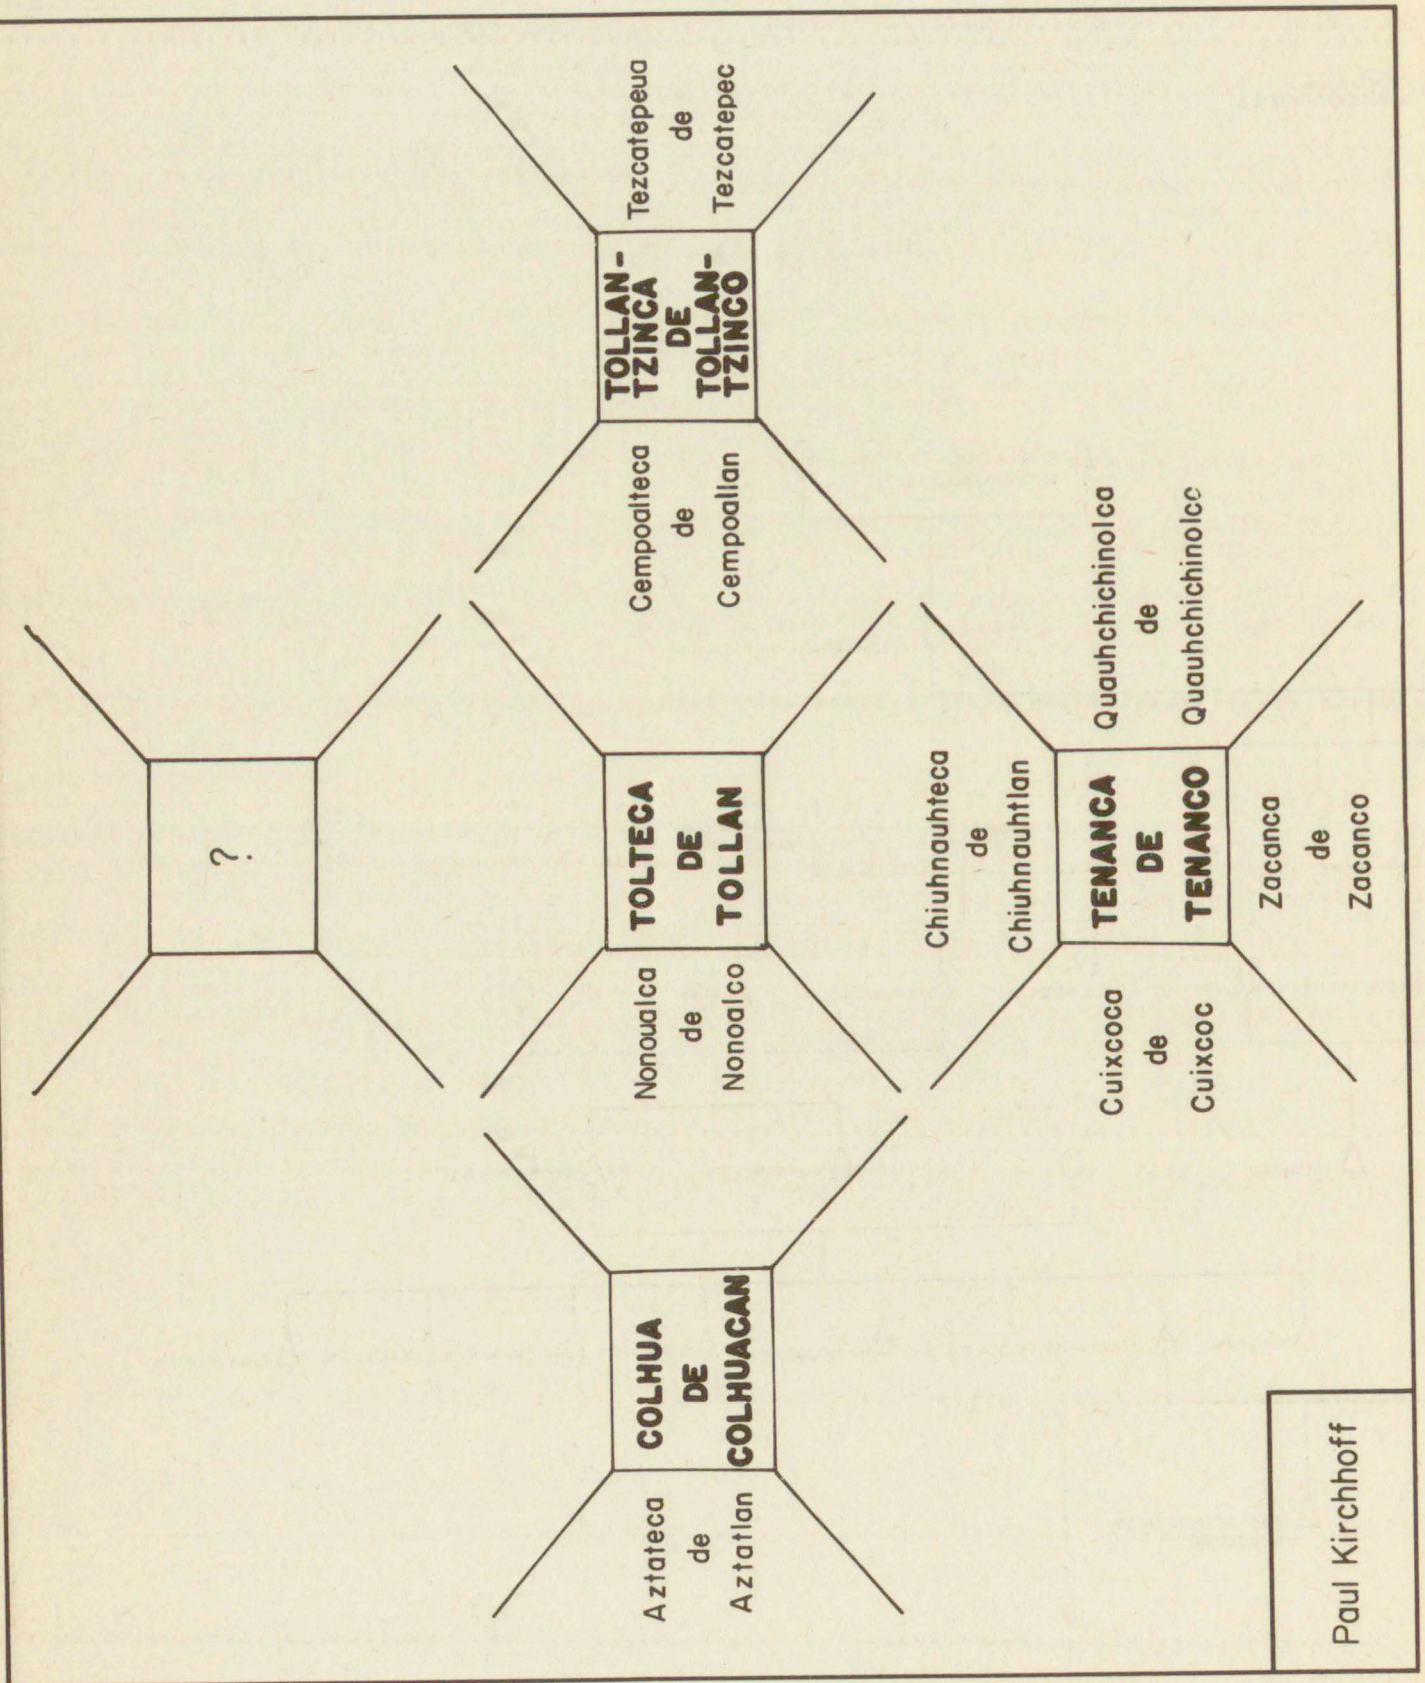 ?
Aztateca
de
Aztatlan
COLHUA
DE
COLHUACAN
Nonoualca
de
Nonoalco
TOLTECA
DE
TOLLAN
Cempoalteca
de
Cempoallan
TOLLAN-
TZINCA
DE
TOLLAN-
TZINCO
Tezcatepeua
de
Tezcatepec
Chiuhnauhteca
de
Chiuhnauhtlan
Cuixcoca
de
Cuixcoc
TENANCA
DE
TENANCO
Quauhchichinolca
de
Quauhchichinolcc
Zacanca
de
Zacanco
Paul Kirchhoff